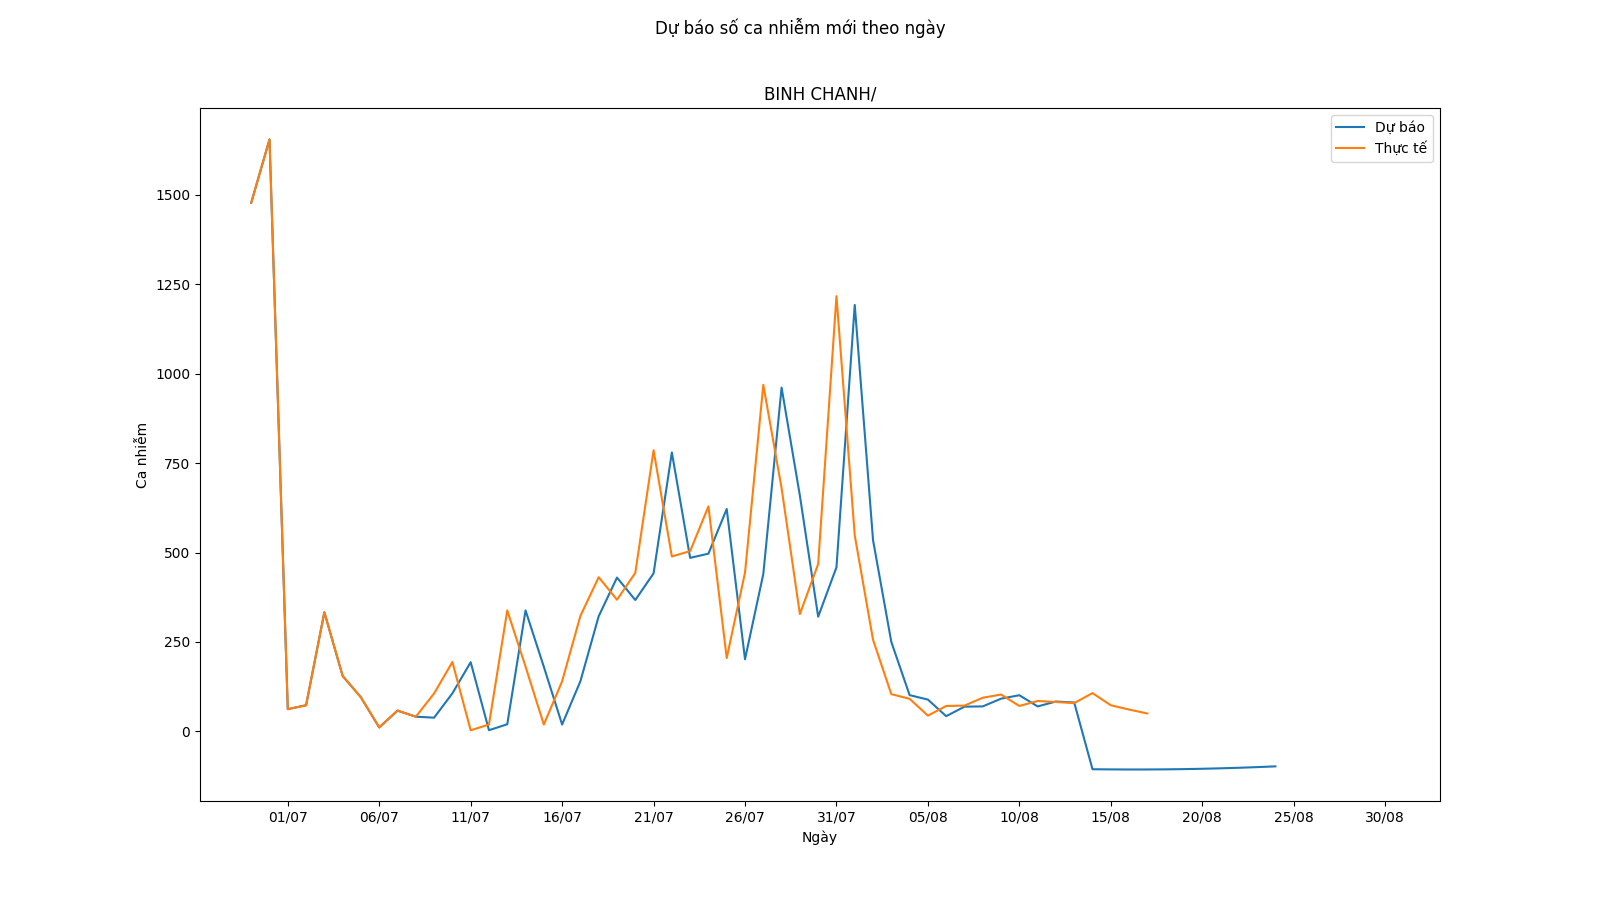 Dự báo số ca nhiễm mới theo ngày
BINH CHANH/
Dự báo
Thực tế
1500
1250
1000
750
500
250
0
Ca nhiễm
01/07 06/07 11/07 16/07 21/07 26/07 31/07 05/08 10/08 15/08 20/08 25/08 30/08
Ngày